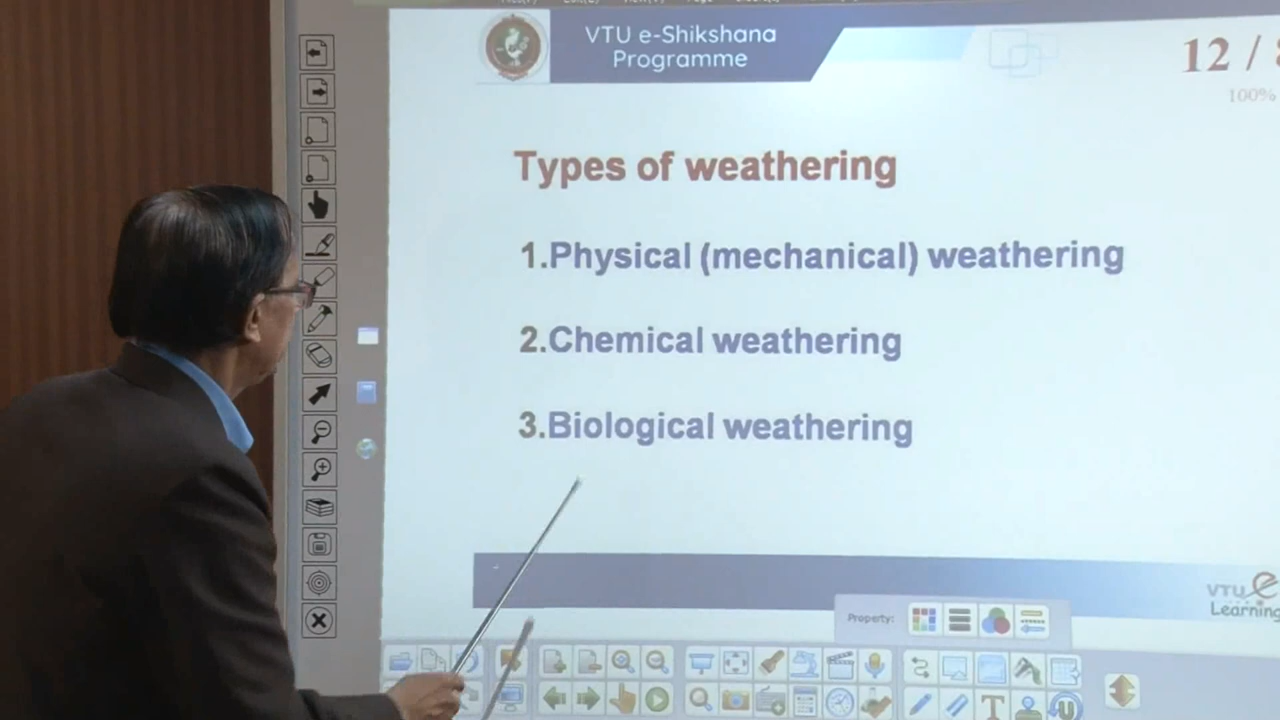 VTU e-Shikshana
Programme
12 /
100%
Types of weathering
1.Physical (mechanical) weathering
2.Chemical weathering
3.Biological weathering
VTU e
Learning
Property: